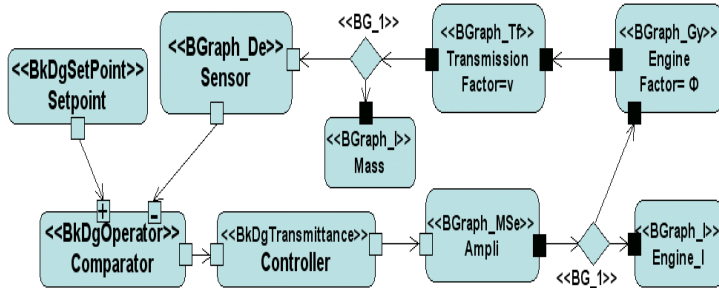 <<BG_1>>
<<BkDgSetPoint>>
Setpoint
<<BGraph_De>>
Sensor
<<BGraph_Tf>
Transmission
Factor=v
<<BGraph_Gy>>
Engine
Factor= Φ
<<BGraph_I>>
Mass
+
-
<<BkDgOperator>>
Comparator
<<BkDgTransmittance>>
Controller
<<BGraph_MSe>>
Ampli
<<BG_1>>
<<BGraph_I>>
Engine_I